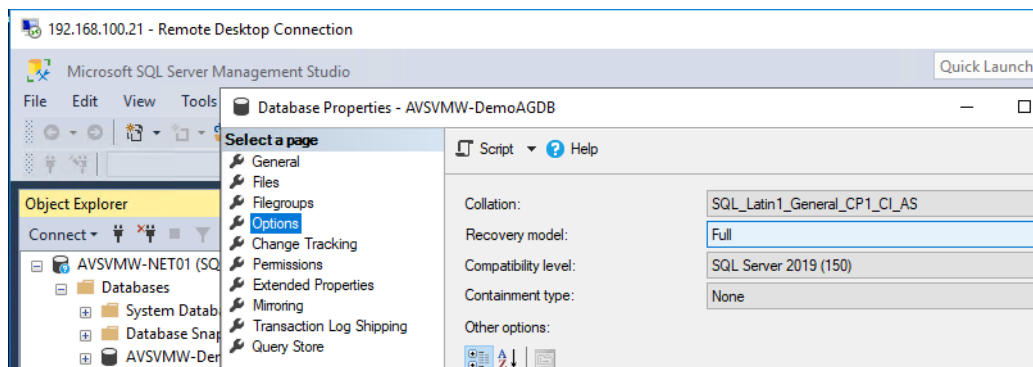 192.168.100.21 - Remote Desktop Connection
Microsoft SQL Server Management Studio
Quick Launch
File Edit View Tools
Database Properties - AVSVMW-DemoAGDB
Select a page
General
Files
Filegroups
Options
Change Tracking
Permissions
Extended Properties
Mirroring
Transaction Log Shipping
Query Store
Script
Help
Collation: SQL_Latin1_General_CP1_CI_AS
Recovery model: Full
Compatibility level: SQL Server 2019 (150)
Containment type: None
Other options:
Object Explorer
Connect
AVSVMW-NET01 (SQ
Databases
System Datab
Database Snap
AVSVMW-Der